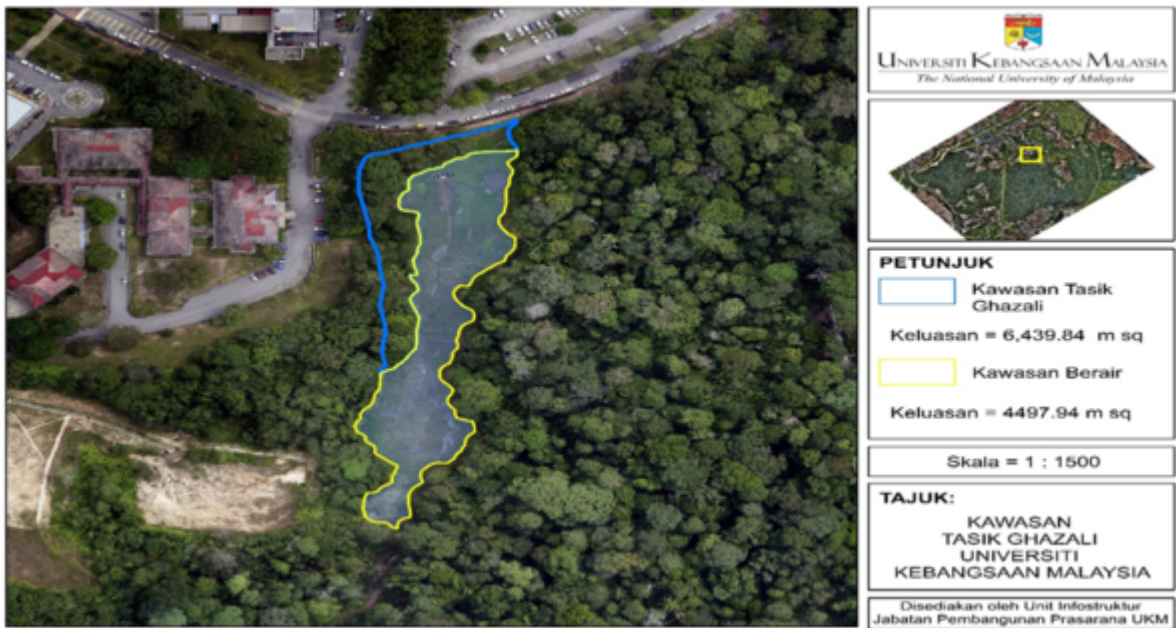 UNIVERSITI KEBANGSAAN MALAYSIA
The National University of Malaysia
PETUNJUK
Kawasan Tasik
Ghazali
Keluasan = 6,439.84 m sq
Kawasan Berair
Keluasan = 4497.94 m sq
Skala = 1 : 1500
TAJUK:
KAWASAN
TASIK GHAZALI
UNIVERSITI
KEBANGSAAN MALAYSIA
Disediakan oleh Unit Infostruktur
Jabatan Pembangunan Prasarana UKM